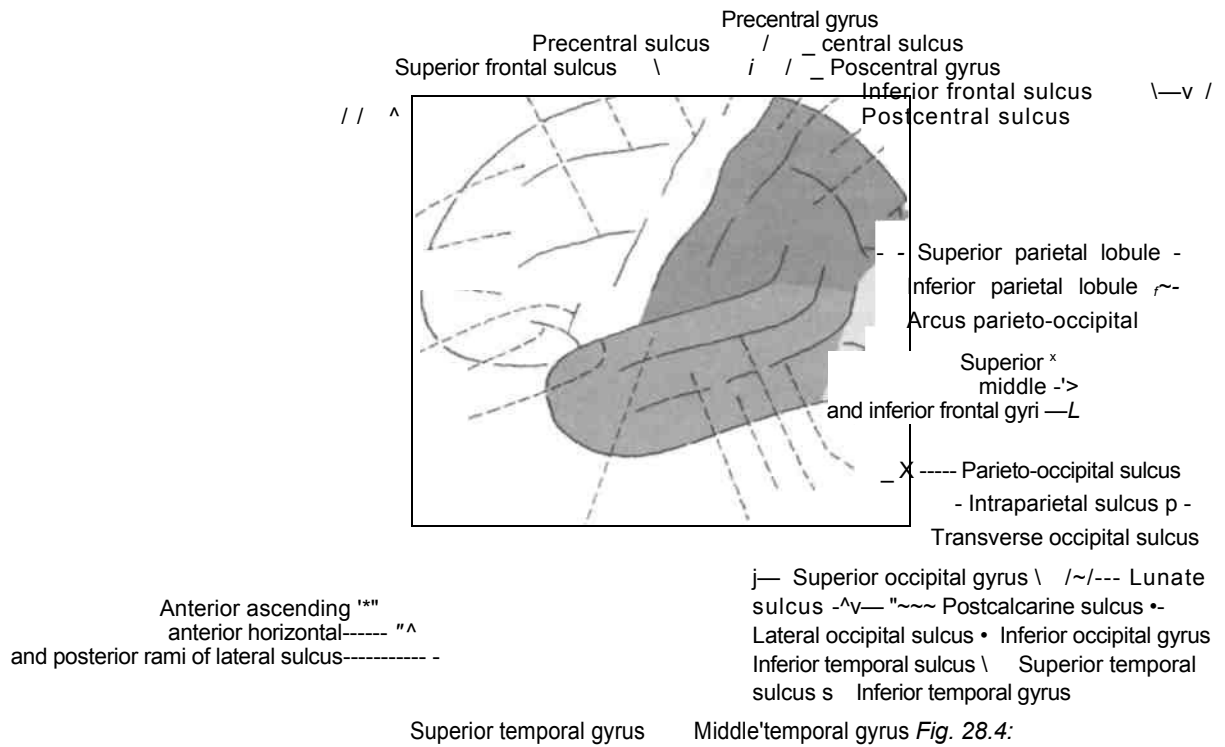 Precentral gyrus
Precentral sulcus / _ central sulcus
Superior frontal sulcus \ i / _ Poscentral gyrus
Inferior frontal sulcus \—v /
/ / ^ Postcentral sulcus
- - Superior parietal lobule -
Inferior parietal lobule f~-
Arcus parieto-occipital
Superior x
middle -'>
and inferior frontal gyri —L
_ X ----- Parieto-occipital sulcus
- Intraparietal sulcus p -
Transverse occipital sulcus
j— Superior occipital gyrus \ /~/--- Lunate
sulcus -^v— "~~~ Postcalcarine sulcus •-
Lateral occipital sulcus • Inferior occipital gyrus
Inferior temporal sulcus \ Superior temporal
sulcus s Inferior temporal gyrus
Anterior ascending '*"
anterior horizontal------ "^
and posterior rami of lateral sulcus----------- -
Superior temporal gyrus Middle'temporal gyrus Fig. 28.4: